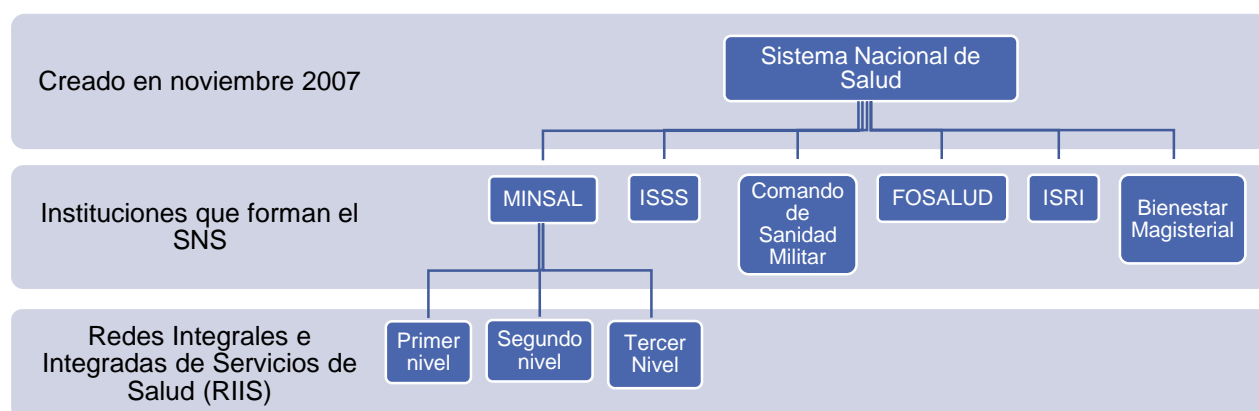 Creado en noviembre 2007
Sistema Nacional de
Salud
Instituciones que forman el
SNS
MINSAL
ISSS
Comando
de
Sanidad
Militar
FOSALUD
ISRI
Bienestar
Magisterial
Redes Integrales e
Integradas de Servicios de
Salud (RIIS)
Primer
nivel
Segundo
nivel
Tercer
Nivel